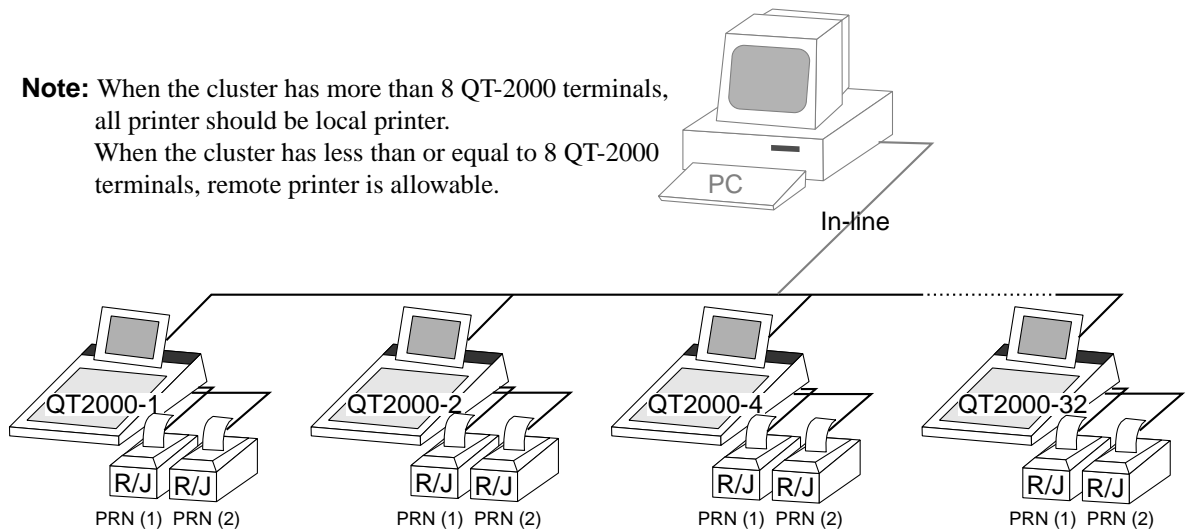 Note: When the cluster has more than 8 QT-2000 terminals,
all printer should be local printer.
When the cluster has less than or equal to 8 QT-2000
terminals, remote printer is allowable.
PC
In-line
QT2000-1
QT2000-2
QT2000-4
QT2000-32
R/J R/J
R/J R/J
R/J R/J
R/J R/J
PRN (1) PRN (2)
PRN (1) PRN (2)
PRN (1) PRN (2)
PRN (1) PRN (2)